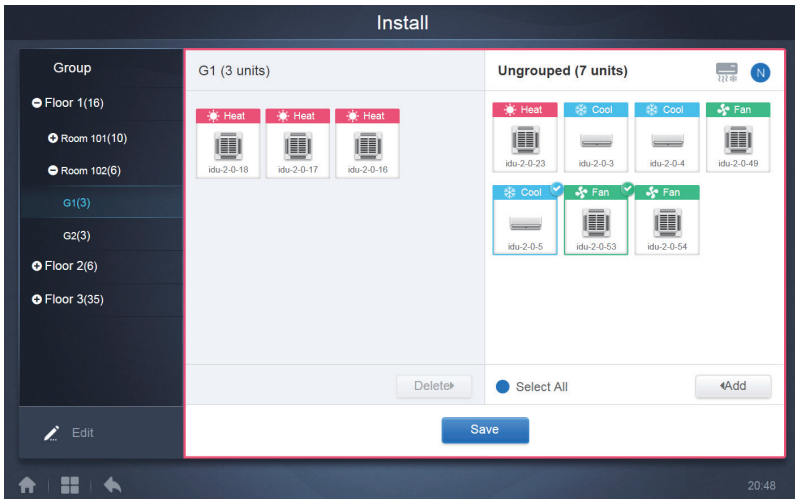 Install
Group
Floor 1(16)
Room 101(10)
Room 102(6)
G1(3)
G2(3)
Floor 2(6)
Floor 3(35)
Edit
G1 (3 units)
Heat Heat Heat
idu-2-0-18 idu-2-0-17 idu-2-0-16
Delete
Ungrouped (7 units) N
Heat Cool Cool Fan
idu-2-0-23 idu-2-0-3 idu-2-0-4 idu-2-0-49
Cool Fan Fan
idu-2-0-5 idu-2-0-53 idu-2-0-54
Select All Add
Save
20:48